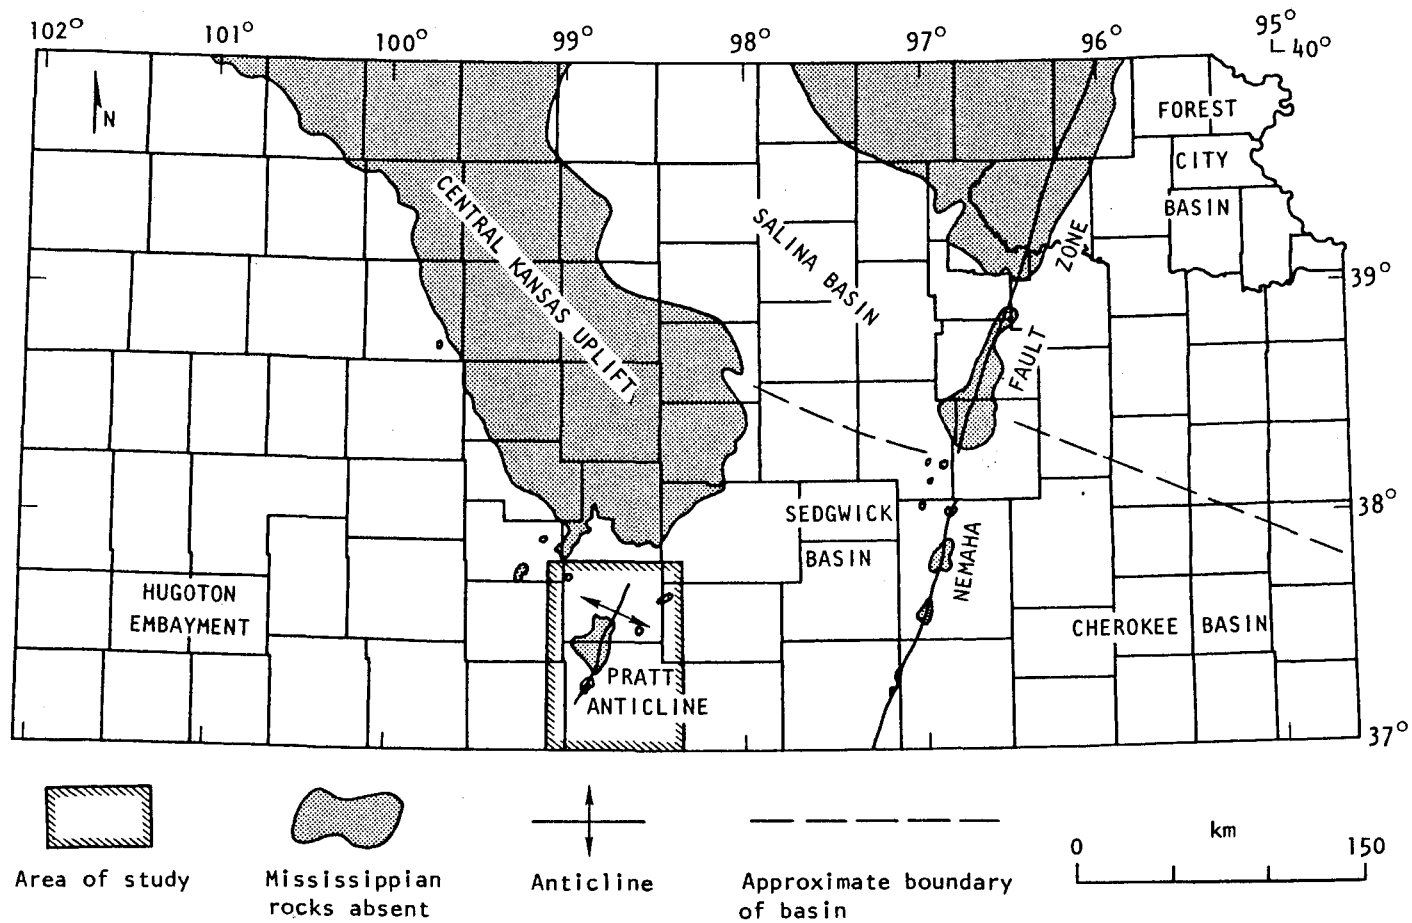 102° 101° 100° 99° 98° 97° 96° 95°
40°
N
FOREST
CITY
BASIN
CENTRAL KANSAS UPLIFT
SALINA BASIN
ZONE
39°
FAULT
38°
SEDGWICK
BASIN
NEMAHA
HUGOTON
EMBAYMENT
CHEROKEE BASIN
PRATT
ANTICLINE
37°
Area of study
Mississippian
rocks absent
Anticline
Approximate boundary
of basin
km
0 150